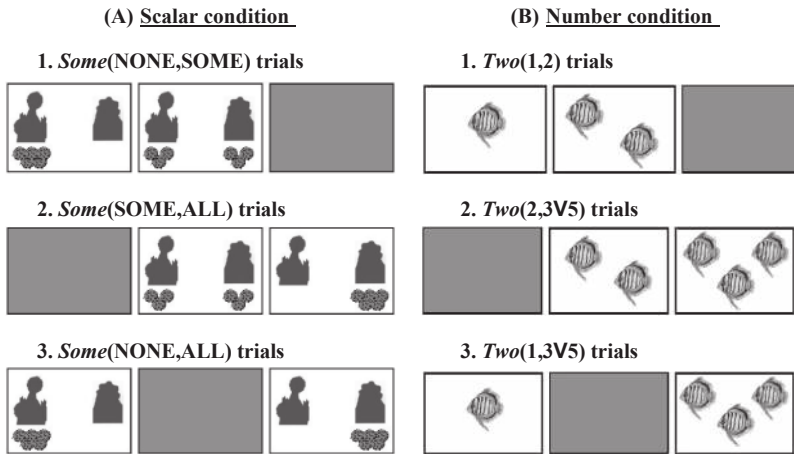 (A) Scalar condition
1. Some(NONE,SOME) trials
2. Some(SOME,ALL) trials
3. Some(NONE,ALL) trials
(B) Number condition
1. Two(1,2) trials
2. Two(2,3V5) trials
3. Two(1,3V5) trials